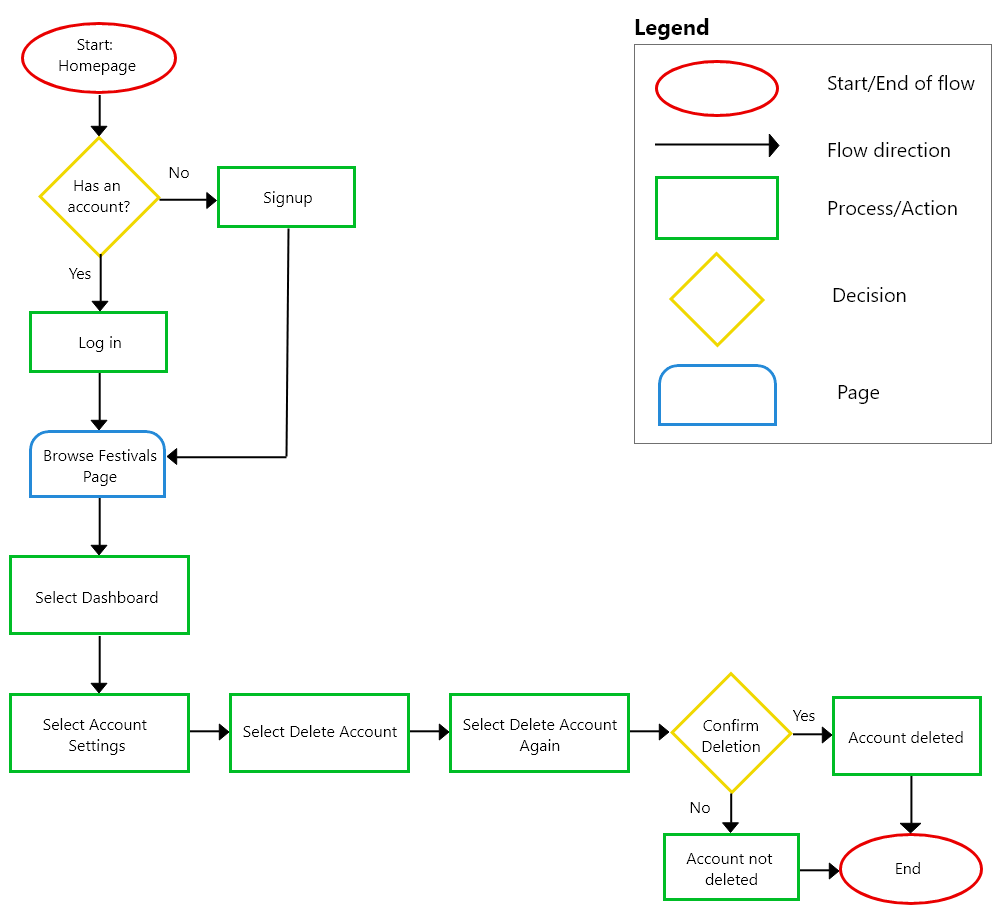 Start:
Homepage
Legend
Start/End of flow
Flow direction
Process/Action
Decision
Page
Has an
account?
No
Signup
Yes
Log in
Browse Festivals
Page
Select Dashboard
Select Account
Settings
Select Delete Account
Select Delete Account
Again
Confirm
Deletion
Yes
Account deleted
No
Account not
deleted
End